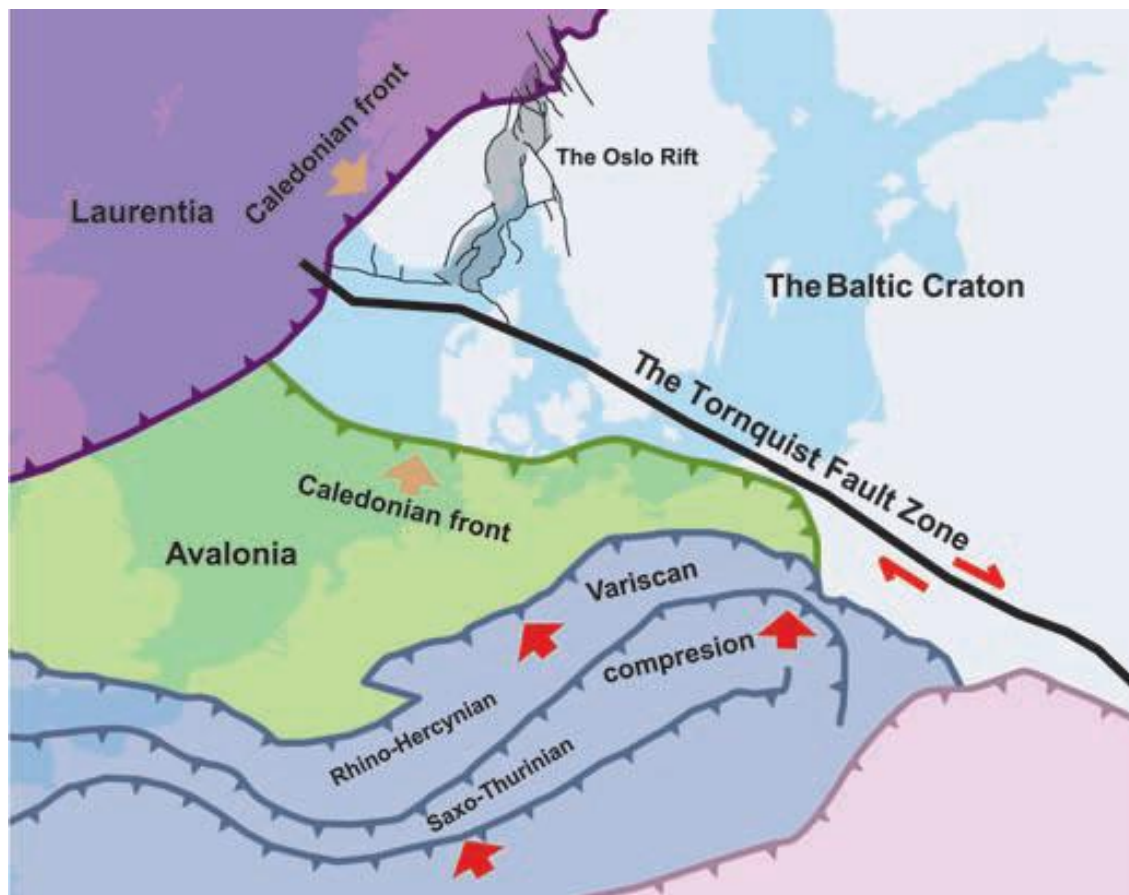 Caledonian front
The Oslo Rift
Laurentia
The Baltic Craton
The Tornquist Fault Zone
Caledonian front
Avalonia
Variscan
compresion
Rhino-Hercynian
Saxo-Thurinian